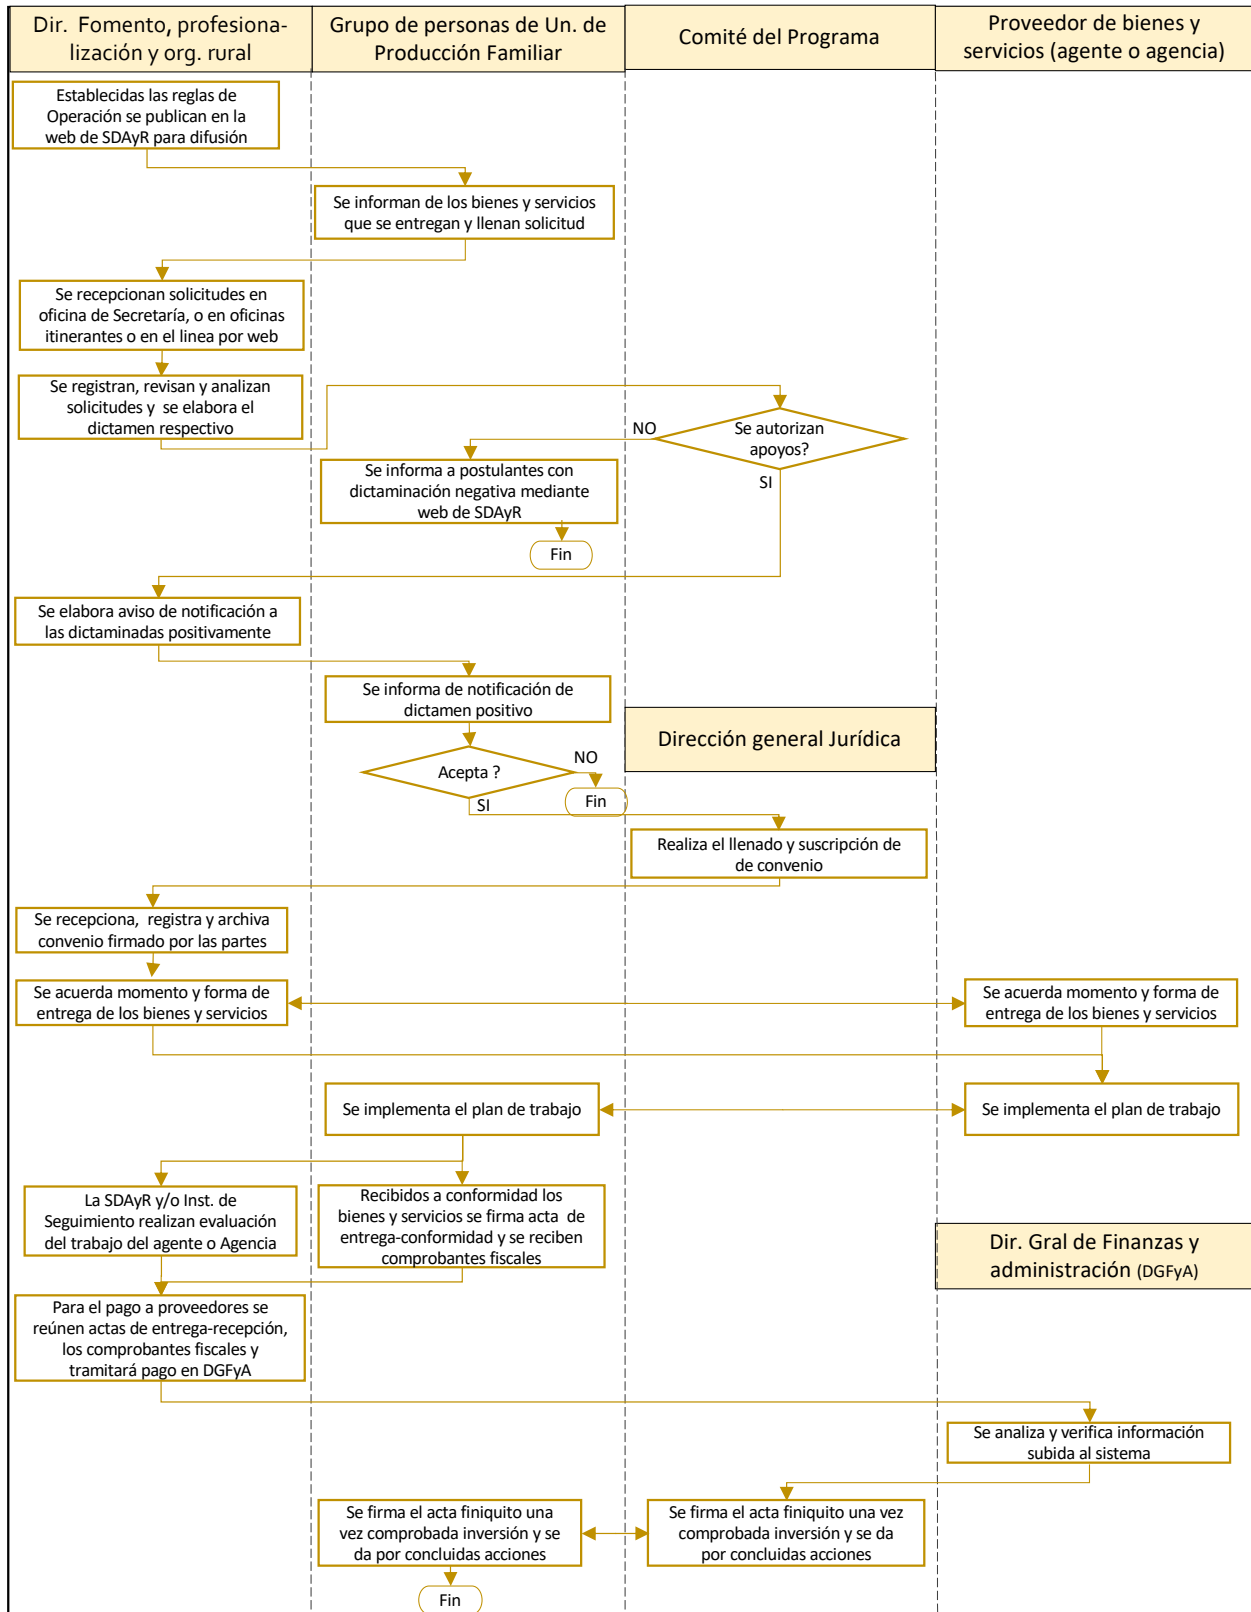 Dir. Fomento, profesiona-
lización y org. rural
Grupo de personas de Un. de
Producción Familiar
Comité del Programa
Proveedor de bienes y
servicios (agente o agencia)
Establecidas las reglas de
Operación se publican en la
web de SDAyR para difusión
Se informan de los bienes y servicios
que se entregan y llenan solicitud
Se recepcionan solicitudes en
oficina de Secretaría, o en oficinas
itinerantes o en el linea por web
Se registran, revisan y analizan
solicitudes y se elabora el
dictamen respectivo
Se autorizan
apoyos?
NO
SI
Se informa a postulantes con
dictaminación negativa mediante
web de SDAyR
Fin
Se elabora aviso de notificación a
las dictaminadas positivamente
Se informa de notificación de
dictamen positivo
Dirección general Jurídica
Acepta ?
NO
Fin
SI
Realiza el llenado y suscripción de
de convenio
Se recepciona, registra y archiva
convenio firmado por las partes
Se acuerda momento y forma de
entrega de los bienes y servicios
Se acuerda momento y forma de
entrega de los bienes y servicios
Se implementa el plan de trabajo
Se implementa el plan de trabajo
La SDAyR y/o Inst. de
Seguimiento realizan evaluación
del trabajo del agente o Agencia
Recibidos a conformidad los
bienes y servicios se firma acta de
entrega-conformidad y se reciben
comprobantes fiscales
Dir. Gral de Finanzas y
administración (DGFyA)
Para el pago a proveedores se
reúnen actas de entrega-recepción,
los comprobantes fiscales y
tramitará pago en DGFyA
Se analiza y verifica información
subida al sistema
Se firma el acta finiquito una
vez comprobada inversión y se
da por concluidas acciones
Se firma el acta finiquito una vez
comprobada inversión y se da
por concluidas acciones
Fin